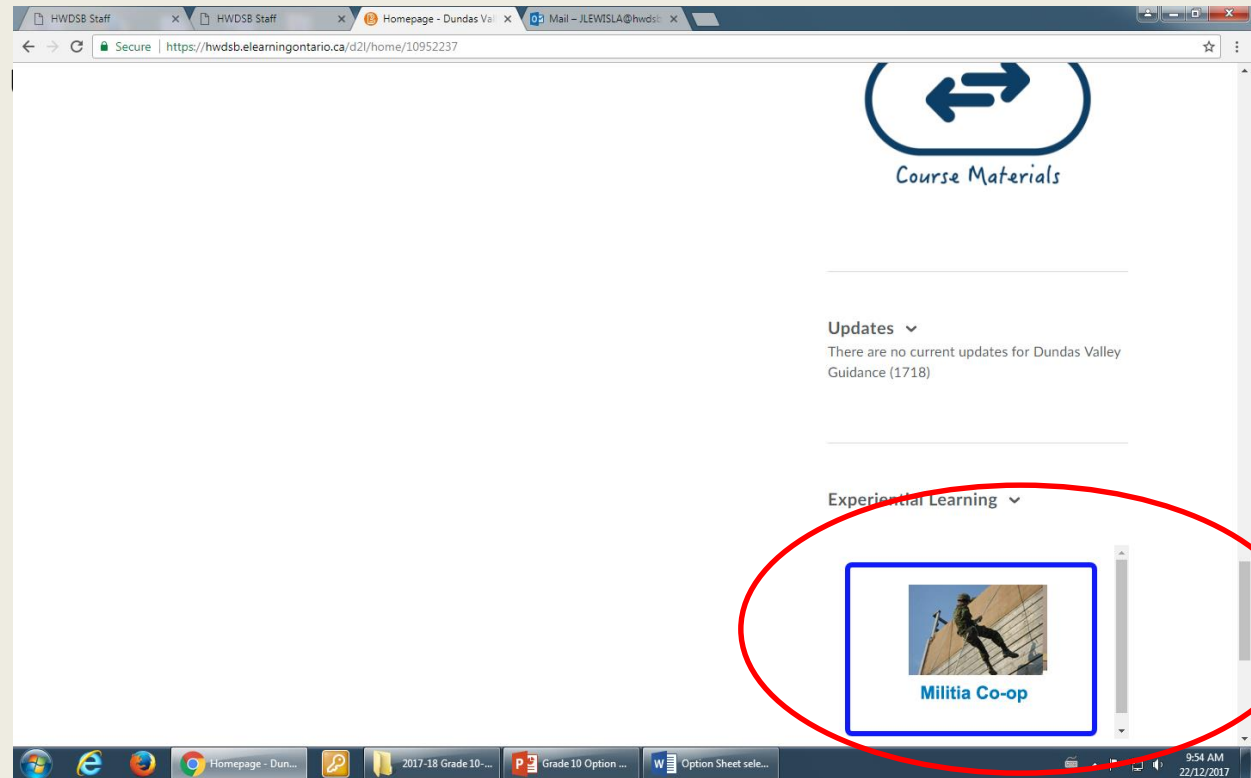 HWDSB Staff
HWDSB Staff
Homepage - Dundas Val
Mail – JLEWISLA@hwdsb
Secure | https://hwdsb.elearningontario.ca/d2l/home/10952237
Course Materials
Updates
There are no current updates for Dundas Valley
Guidance (1718)
Experiential Learning
Militia Co-op
Homepage - Dun...
2017-18 Grade 10-...
Grade 10 Option ...
Option Sheet sele...
9:54 AM
22/12/2017